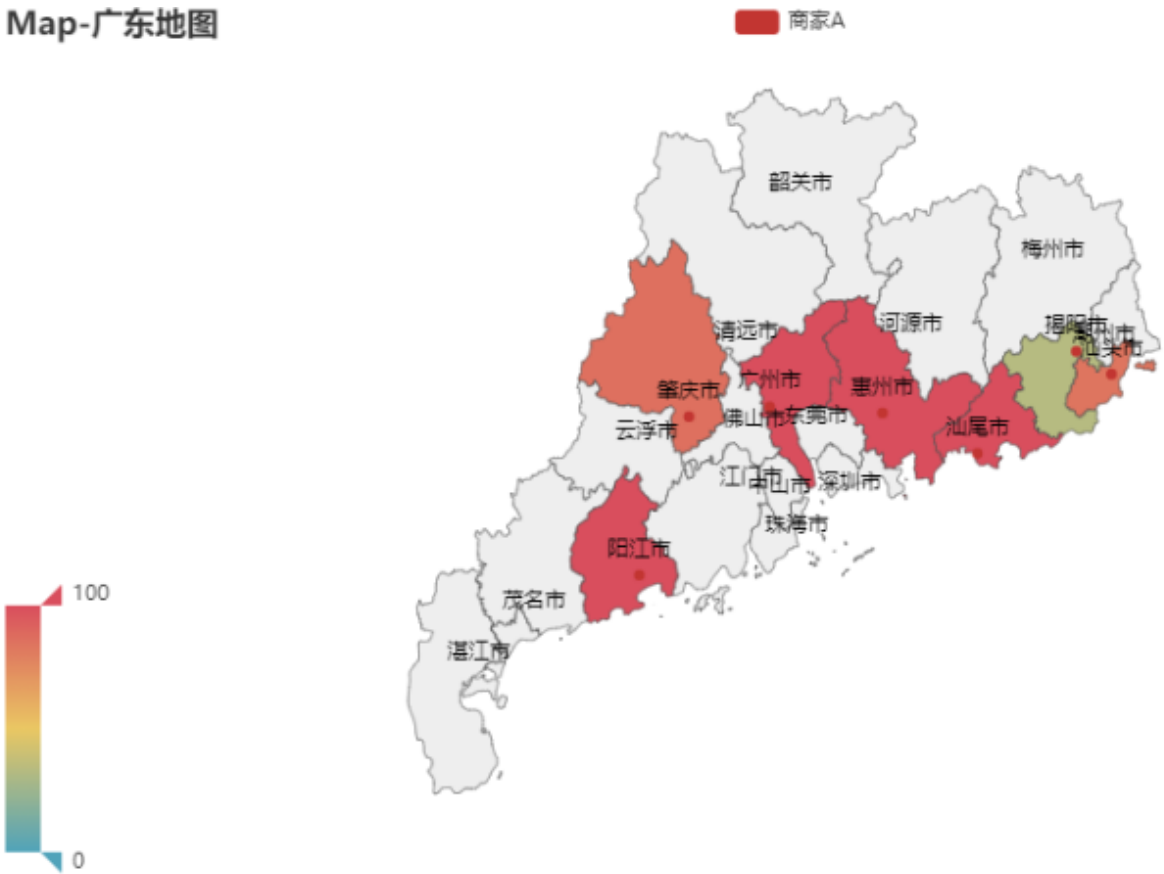 Map-广东地图
商家A
韶关市
梅州市
清远市
河源市
揭阳市
潮州市
汕头市
广州市
肇庆市
惠州市
云浮市
佛山市
东莞市
汕尾市
江门市
中山市
深圳市
珠海市
阳江市
茂名市
湛江市
100
0